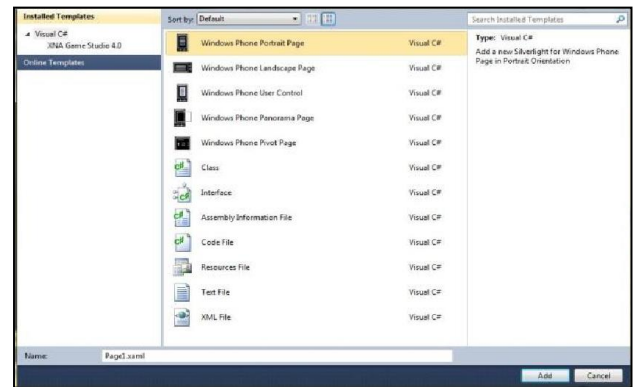 Installed Templates
Visual C#
XNA Game Studio 4.0
Online Templates
Sort by: Default
Windows Phone Portrait Page Visual C#
Windows Phone Landscape Page Visual C#
Windows Phone User Control Visual C#
Windows Phone Panorama Page Visual C#
Windows Phone Pivot Page Visual C#
Class Visual C#
Interface Visual C#
Assembly Information File Visual C#
Code File Visual C#
Resources File Visual C#
Text File Visual C#
XML File Visual C#
Search Installed Templates
Type: Visual C#
Add a new Silverlight for Windows Phone
Page in Portrait Orientation
Name: Page1.xaml
Add Cancel